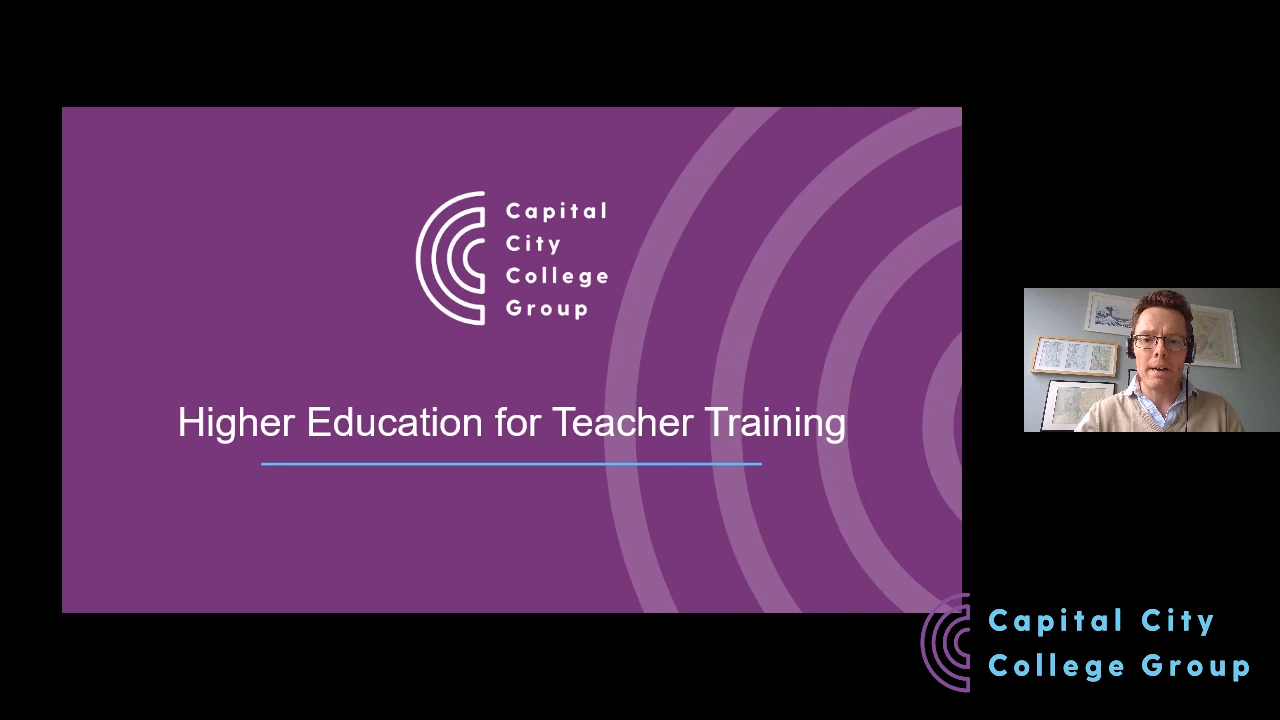 Capital
City
College
Group
Higher Education for Teacher Training
Capital City
College Group